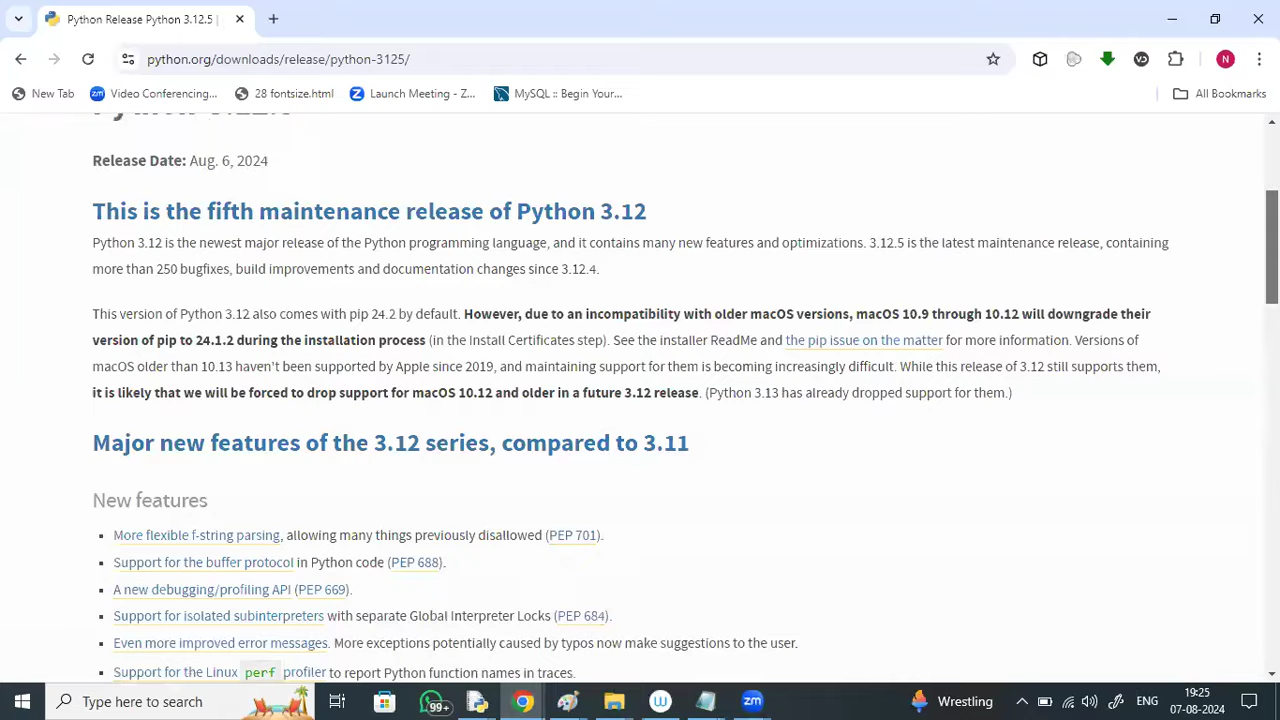 Python Release Python 3.12.5 |
python.org/downloads/release/python-3125/
N
New Tab
zm Video Conferencing...
28 fontsize.html
Launch Meeting - Z...
MySQL :: Begin Your...
All Bookmarks
Python 3.12.5
Release Date: Aug. 6, 2024
This is the fifth maintenance release of Python 3.12
Python 3.12 is the newest major release of the Python programming language, and it contains many new features and optimizations. 3.12.5 is the latest maintenance release, containing
more than 250 bugfixes, build improvements and documentation changes since 3.12.4.
This version of Python 3.12 also comes with pip 24.2 by default. However, due to an incompatibility with older macOS versions, macOS 10.9 through 10.12 will downgrade their
version of pip to 24.1.2 during the installation process (in the Install Certificates step). See the installer ReadMe and the pip issue on the matter for more information. Versions of
macOS older than 10.13 haven't been supported by Apple since 2019, and maintaining support for them is becoming increasingly difficult. While this release of 3.12 still supports them,
it is likely that we will be forced to drop support for macOS 10.12 and older in a future 3.12 release. (Python 3.13 has already dropped support for them.)
Major new features of the 3.12 series, compared to 3.11
New features
More flexible f-string parsing, allowing many things previously disallowed (PEP 701).
Support for the buffer protocol in Python code (PEP 688).
A new debugging/profiling API (PEP 669).
Support for isolated subinterpreters with separate Global Interpreter Locks (PEP 684).
Even more improved error messages. More exceptions potentially caused by typos now make suggestions to the user.
Support for the Linux perf profiler to report Python function names in traces.
Type here to search
99+
W
zm
Wrestling
ENG
19:25
07-08-2024